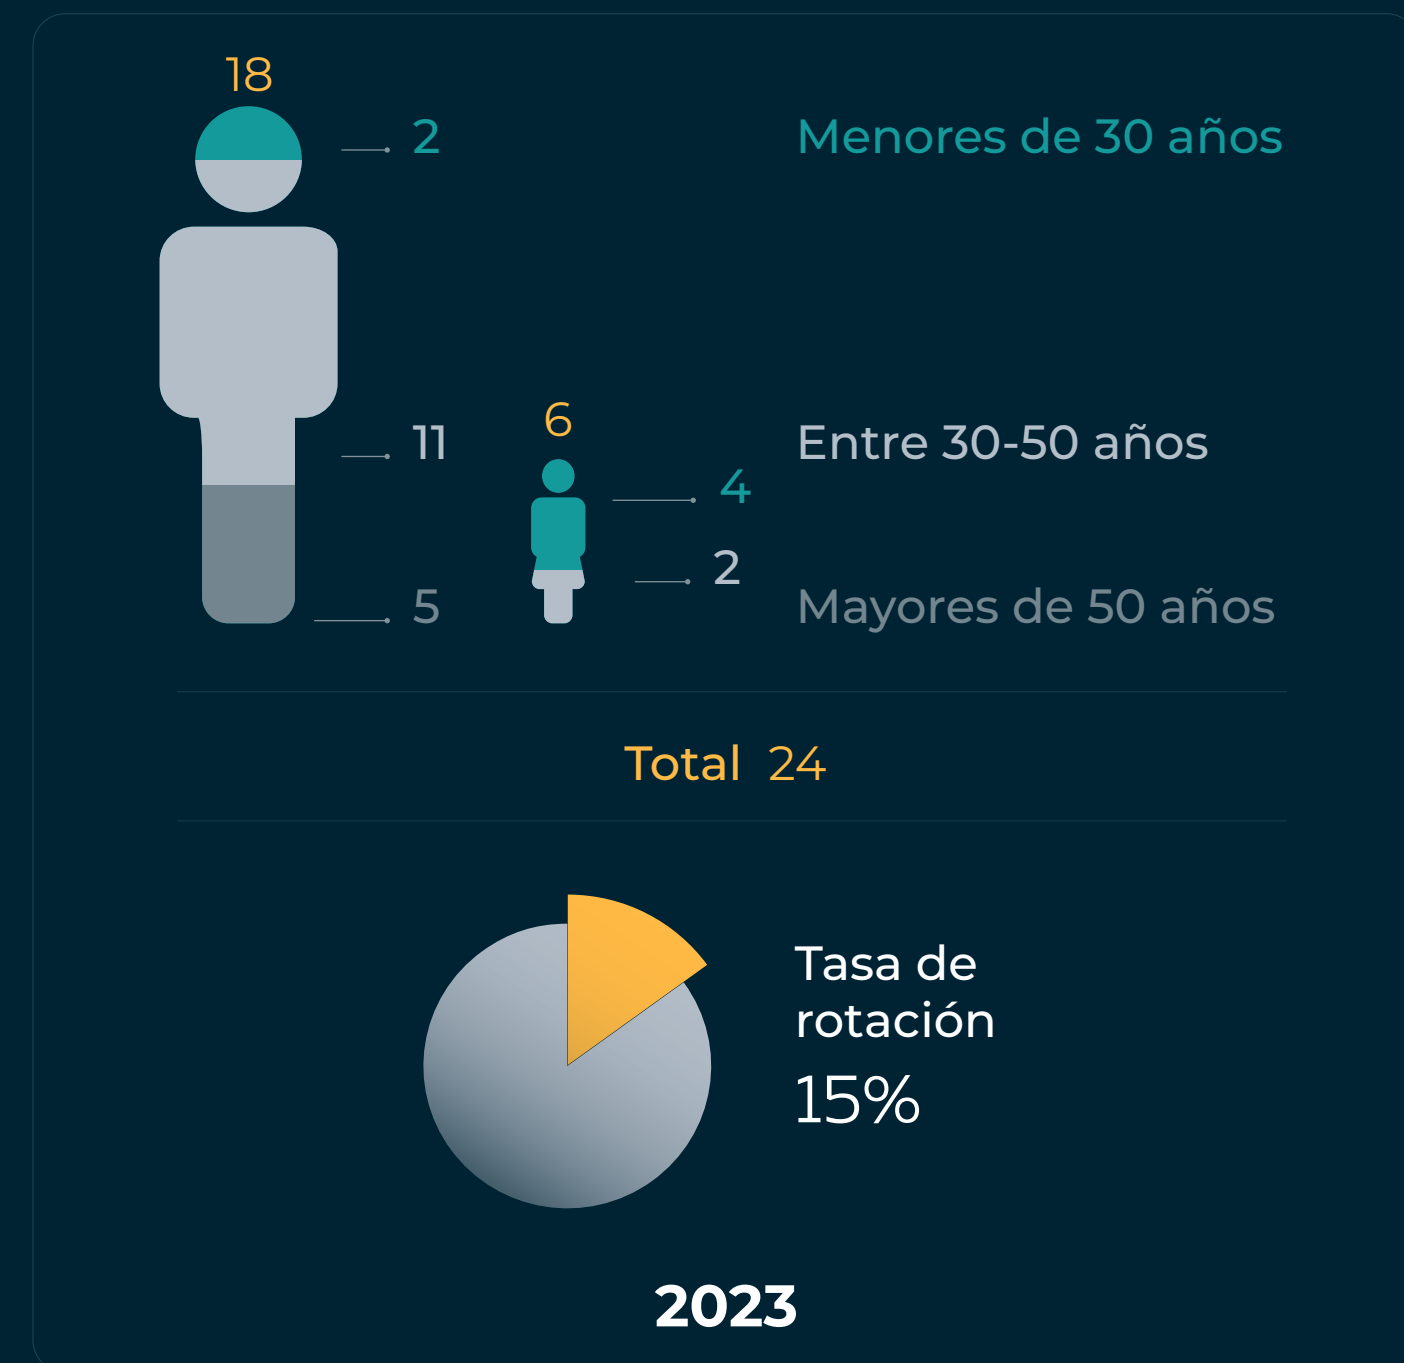 18
2
Menores de 30 años
11
6
Entre 30-50 años
4
2
5
Mayores de 50 años
Total 24
Tasa de
rotación
15%
2023